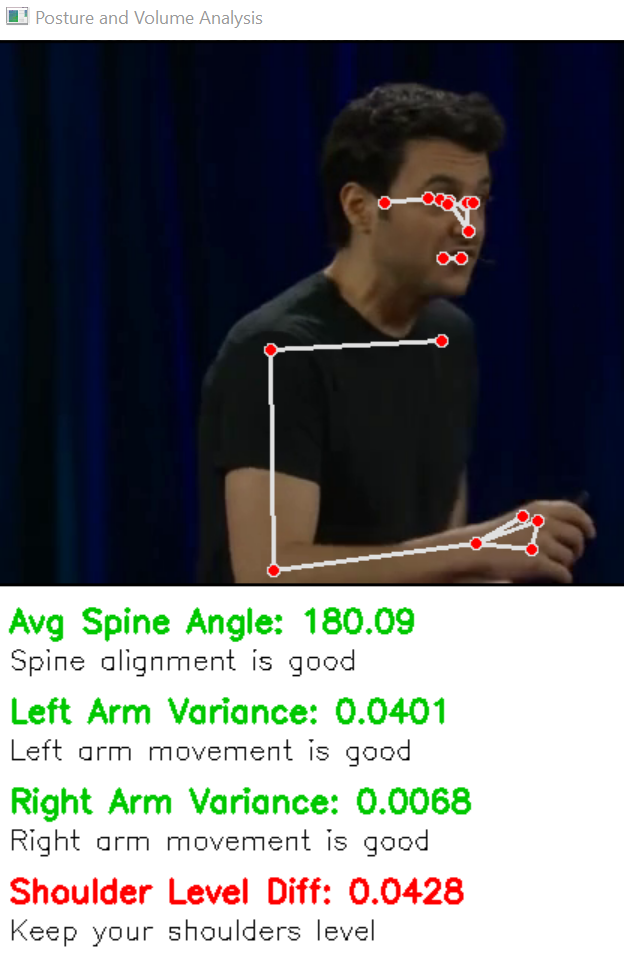 Posture and Volume Analysis
Avg Spine Angle: 180.09
Spine alignment is good
Left Arm Variance: 0.0401
Left arm movement is good
Right Arm Variance: 0.0068
Right arm movement is good
Shoulder Level Diff: 0.0428
Keep your shoulders level